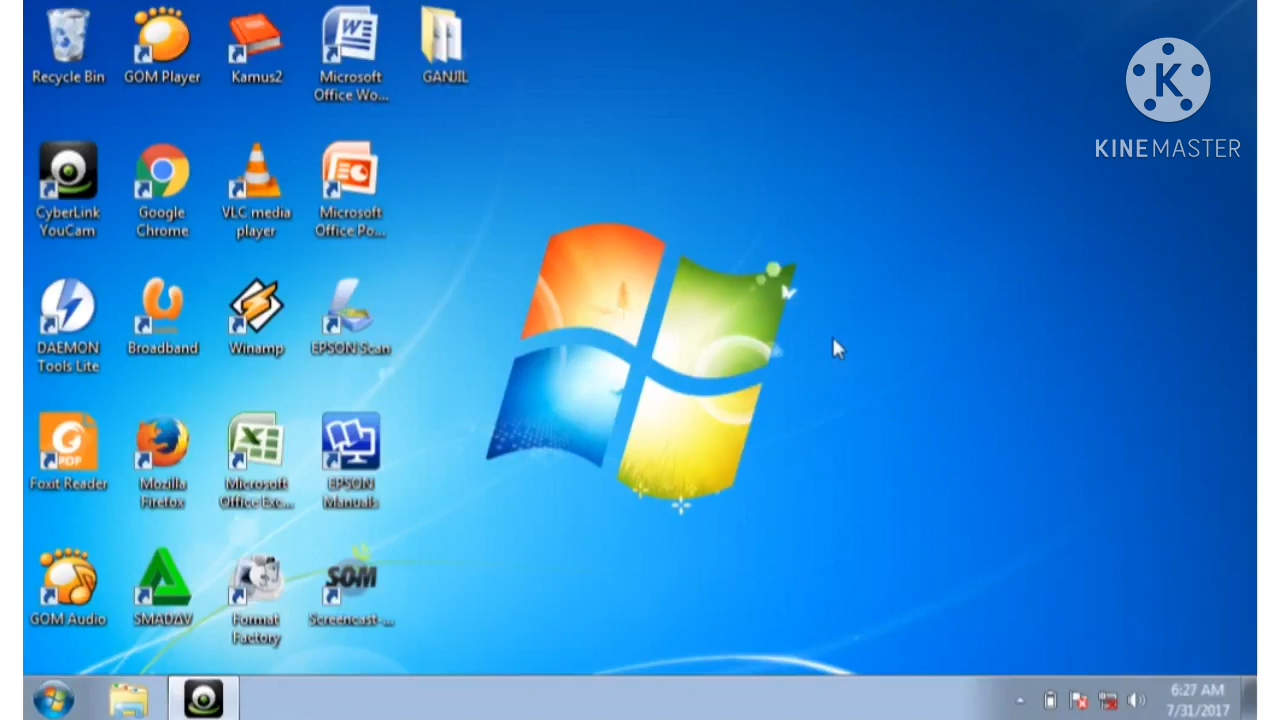 Recycle Bin
GOM Player
Kamus2
Microsoft
Office Wo...
GANJIL
K
KINEMASTER
CyberLink
YouCam
Google
Chrome
VLC media
player
Microsoft
Office Po...
DAEMON
Tools Lite
Broadband
Winamp
EPSON Scan
PDF
Foxit Reader
Mozilla
Firefox
Microsoft
Office Exc...
EPSON
Manuals
GOM Audio
SMADAV
Format
Factory
SOM
Screencast-...
6:27 AM
7/31/2017